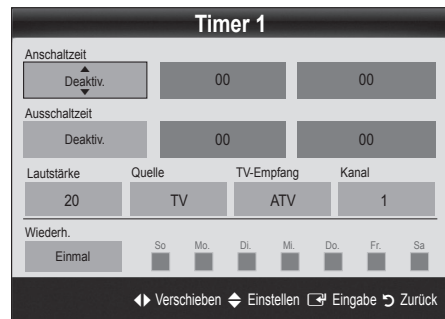 Timer 1
Anschaltzeit
Deaktiv. 00 00
Ausschaltzeit
Deaktiv. 00 00
Lautstärke Quelle TV-Empfang Kanal
20 TV ATV 1
Wiederh.
Einmal So Mo. Di. Mi. Do. Fr. Sa
Verschieben Einstellen Eingabe Zurück